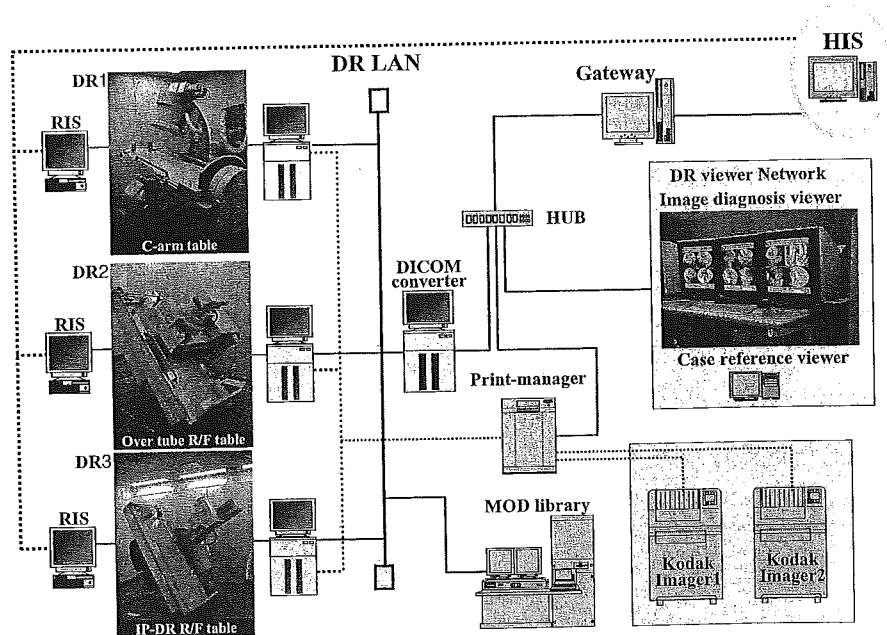 HIS
DR LAN
Gateway
DR1
RIS
C-arm table
HUB
DR viewer Network
Image diagnosis viewer
DR2
RIS
DICOM
converter
Over tube R/F table
Case reference viewer
Print-manager
DR3
RIS
IP-DR R/F table
MOD library
Kodak
Imager1
Kodak
Imager2